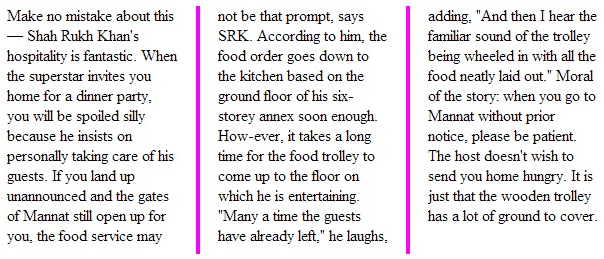 Make no mistake about this
— Shah Rukh Khan's
hospitality is fantastic. When
the superstar invites you
home for a dinner party,
you will be spoiled silly
because he insists on
personally taking care of his
guests. If you land up
unannounced and the gates
of Mannat still open up for
you, the food service may
not be that prompt, says
SRK. According to him, the
food order goes down to
the kitchen based on the
ground floor of his six-
storey annex soon enough.
How-ever, it takes a long
time for the food trolley to
come up to the floor on
which he is entertaining.
"Many a time the guests
have already left," he laughs,
adding, "And then I hear the
familiar sound of the trolley
being wheeled in with all the
food neatly laid out." Moral
of the story: when you go to
Mannat without prior
notice, please be patient.
The host doesn't wish to
send you home hungry. It is
just that the wooden trolley
has a lot of ground to cover.